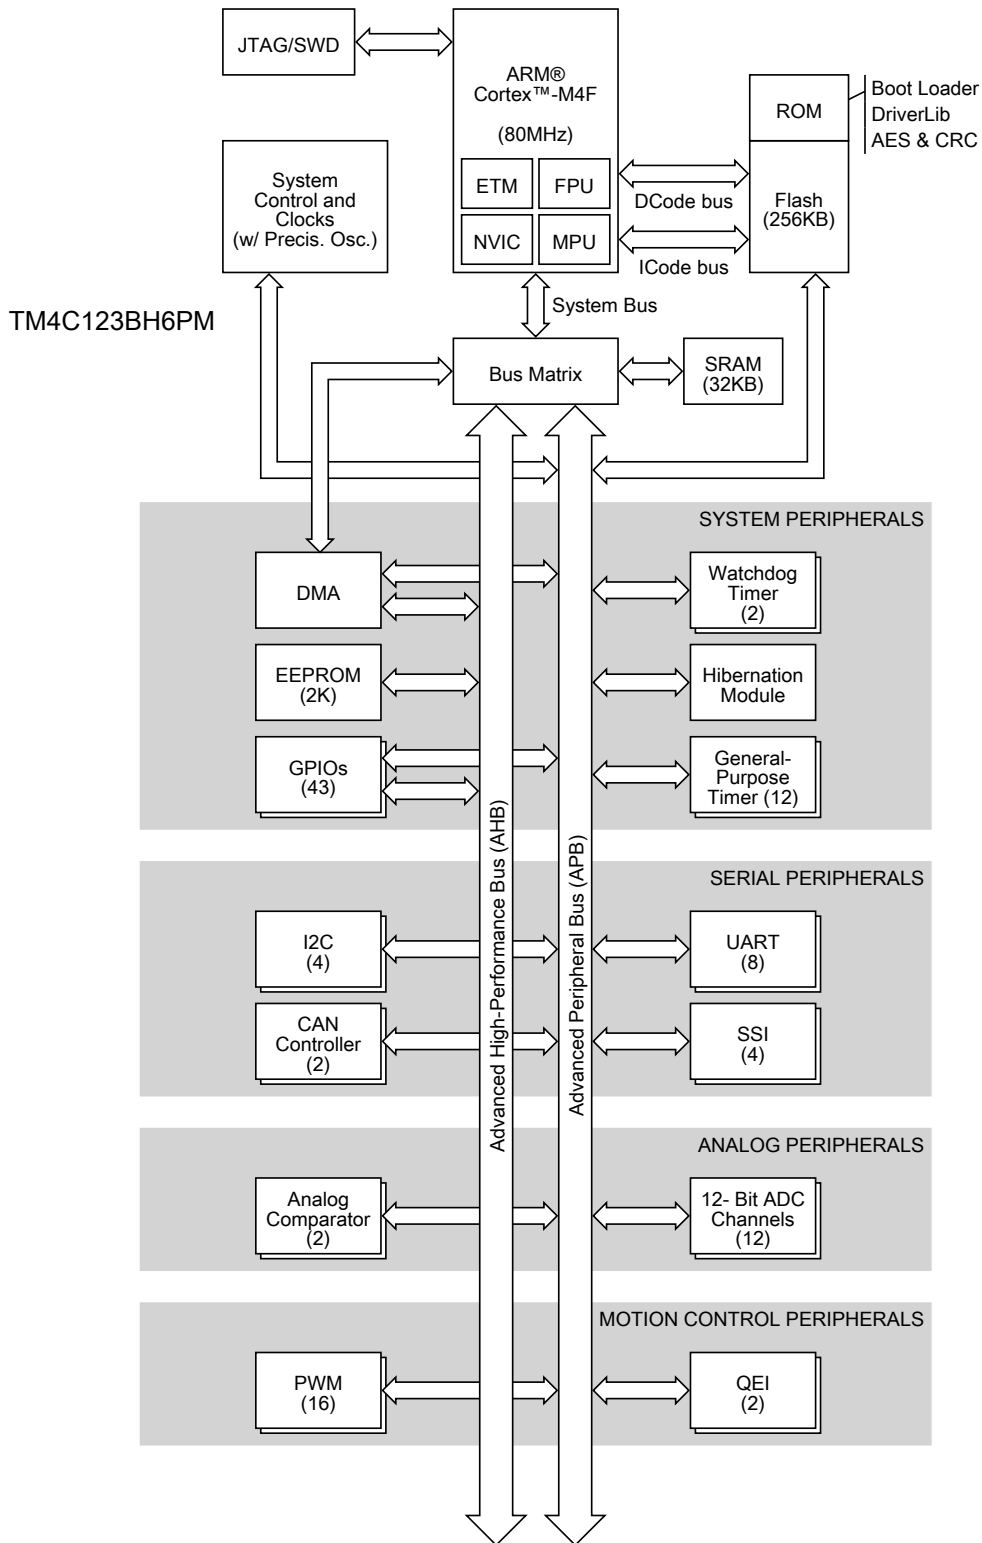 JTAG/SWD
ARM®
Cortex™-M4F
(80MHz)
ETM
FPU
NVIC
MPU
ROM
Boot Loader
DriverLib
AES & CRC
Flash
(256KB)
DCode bus
ICode bus
System
Control and
Clocks
(w/ Precis. Osc.)
TM4C123BH6PM
System Bus
Bus Matrix
SRAM
(32KB)
SYSTEM PERIPHERALS
DMA
Watchdog
Timer
(2)
EEPROM
(2K)
Hibernation
Module
GPIOs
(43)
General-
Purpose
Timer (12)
Advanced High-Performance Bus (AHB)
Advanced Peripheral Bus (APB)
SERIAL PERIPHERALS
I2C
(4)
UART
(8)
CAN
Controller
(2)
SSI
(4)
ANALOG PERIPHERALS
Analog
Comparator
(2)
12- Bit ADC
Channels
(12)
MOTION CONTROL PERIPHERALS
PWM
(16)
QEI
(2)